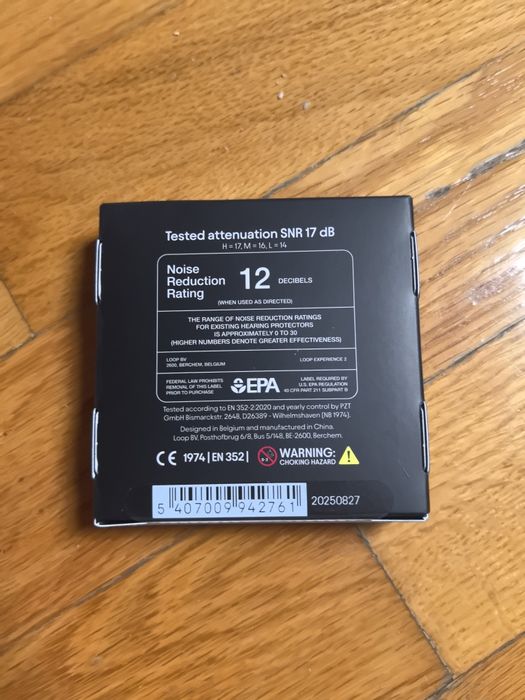 Tested attenuation SNR 17 dB
H = 17, M = 16, L = 14
Noise
Reduction
Rating
12 DECIBELS
(WHEN USED AS DIRECTED)
THE RANGE OF NOISE REDUCTION RATINGS
FOR EXISTING HEARING PROTECTORS
IS APPROXIMATELY 0 TO 30
(HIGHER NUMBERS DENOTE GREATER EFFECTIVENESS)
LOOP BV
2600, BERCHEM, BELGIUM
LOOP EXPERIENCE 2
FEDERAL LAW PROHIBITS
REMOVAL OF THIS LABEL
PRIOR TO PURCHASE
EPA
LABEL REQUIRED BY
U.S. EPA REGULATION
40 CFR PART 211 SUBPART B
Tested according to EN 352-2:2020 and yearly control by PZT
GmbH Bismarckstr. 264B, D26389 - Wilhelmshaven (NB 1974).
Designed in Belgium and manufactured in China.
Loop BV, Posthofbrug 6/8, Bus 5/148, BE-2600, Berchem.
CE 1974 | EN 352 | 0-3 WARNING:
CHOKING HAZARD
5 407009 942761
20250827